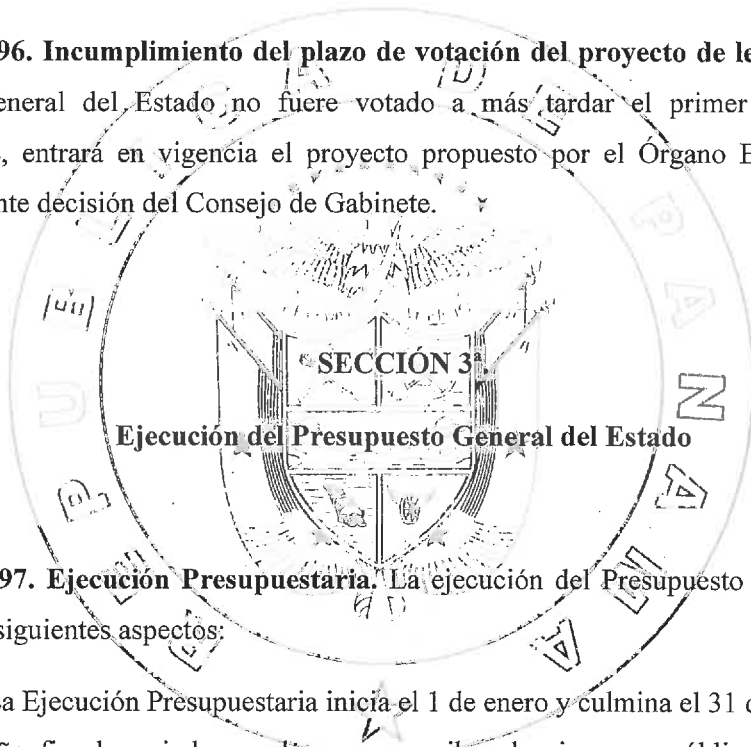 96. Incumplimiento del plazo de votación del proyecto de le
eneral del Estado no fuere votado a más tardar el primer
, entrará en vigencia el proyecto propuesto por el Órgano E
nte decisión del Consejo de Gabinete.
SECCIÓN 3ª.
Ejecución del Presupuesto General del Estado
97. Ejecución Presupuestaria. La ejecución del Presupuesto
siguientes aspectos:
La Ejecución Presupuestaria inicia el 1 de enero y culmina el 31 d